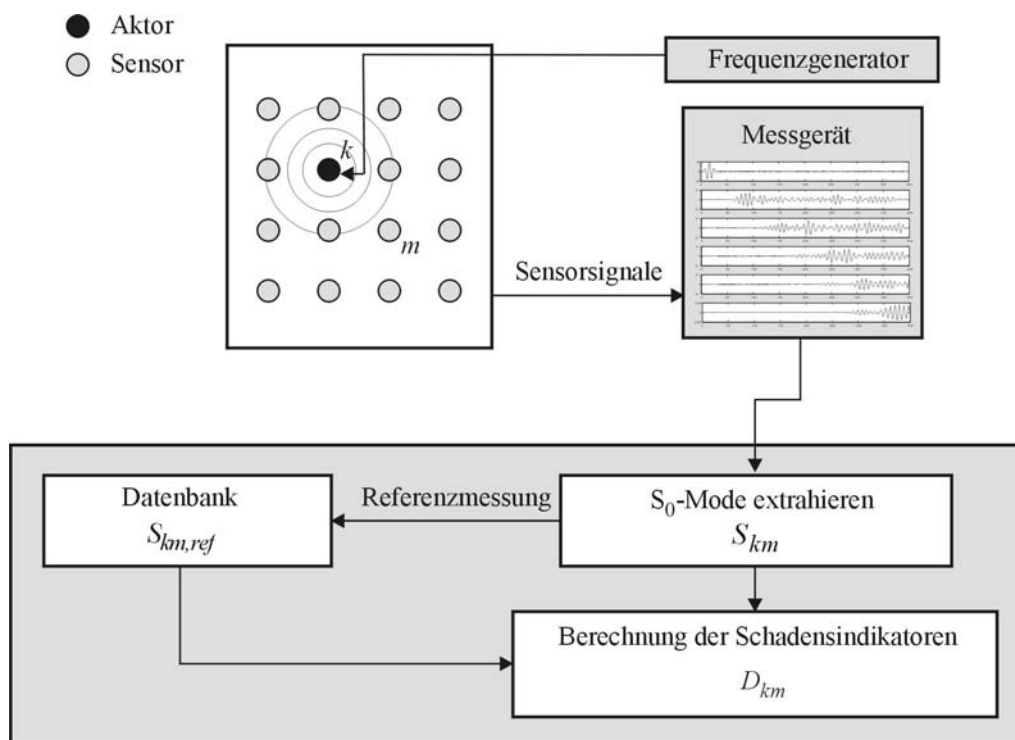 Aktor
Sensor
Frequenzgenerator
Messgerät
k
m
Sensorsignale
Datenbank
S_{km,ref}
Referenzmessung
S₀-Mode extrahieren
S_{km}
Berechnung der Schadensindikatoren
D_{km}